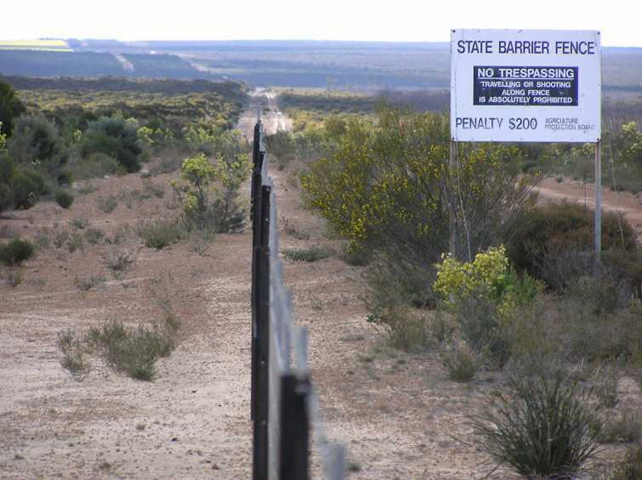 STATE BARRIER FENCE
NO TRESPASSING
TRAVELLING OR SHOOTING
ALONG FENCE
IS ABSOLUTELY PROHIBITED
PENALTY $200
AGRICULTURE
PROTECTION BOARD